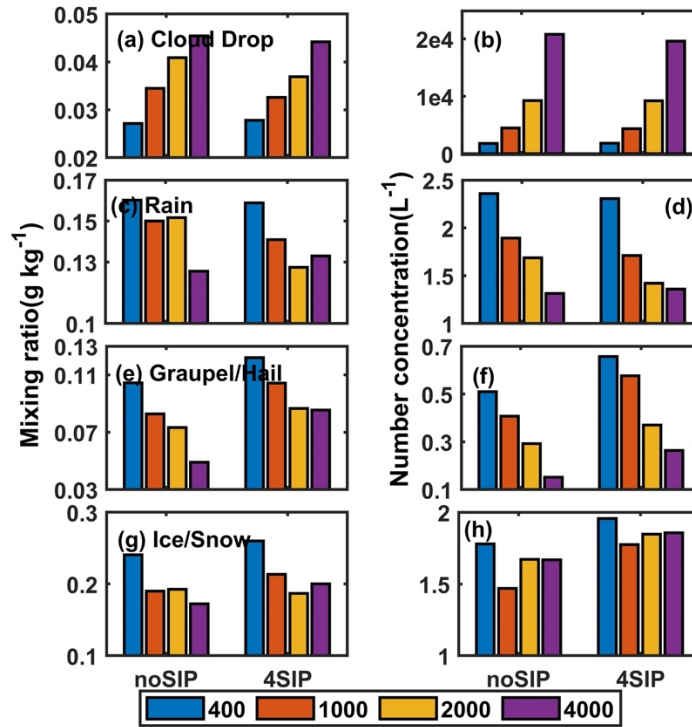 (a) Cloud Drop
0.05
0.04
0.03
0.02
(b)
2e4
1e4
0
Mixing ratio(g kg-1)
(c) Rain
0.17
0.15
0.13
0.1
Number concentration(L-1)
(d)
2.5
2
1.5
1
(e) Graupel/Hail
0.13
0.11
0.07
0.03
(f)
0.7
0.5
0.3
0.1
(g) Ice/Snow
0.3
0.2
0.1
noSIP 4SIP
(h)
2
1.5
1
noSIP 4SIP
400 1000 2000 4000